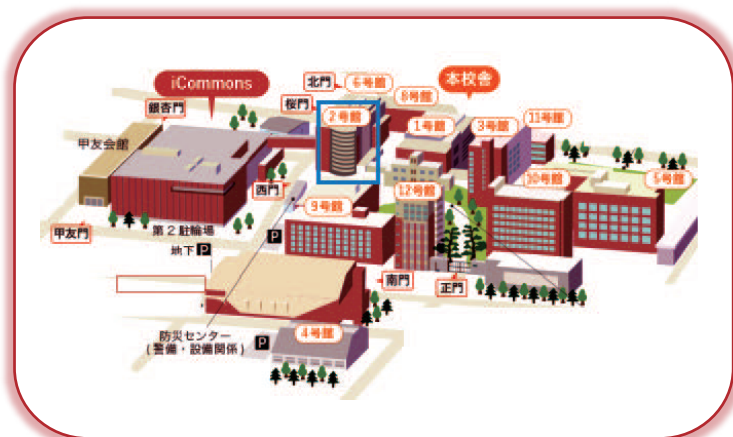 iCommons
北門
6号館
本校舎
銀杏門
桜門
8号館
2号館
1号館
3号館
11号館
甲友会館
西門
12号館
10号館
5号館
9号館
甲友門
第2駐輪場
地下P
P
南門
正門
防災センター
(警備・設備関係)
P
4号館